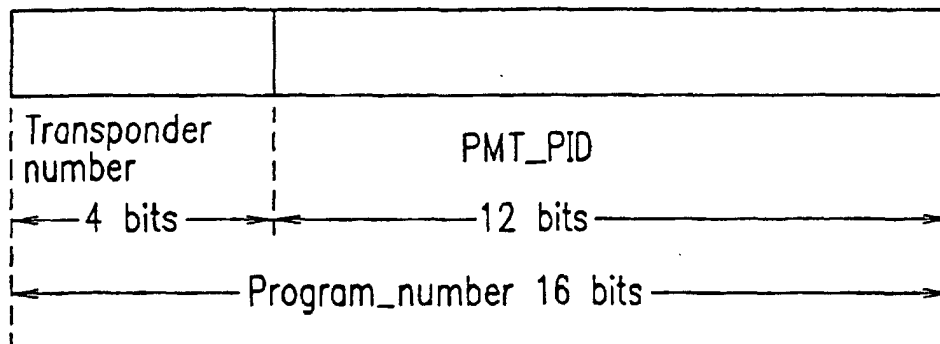 Transponder
number
PMT_PID
4 bits
12 bits
Program_number 16 bits